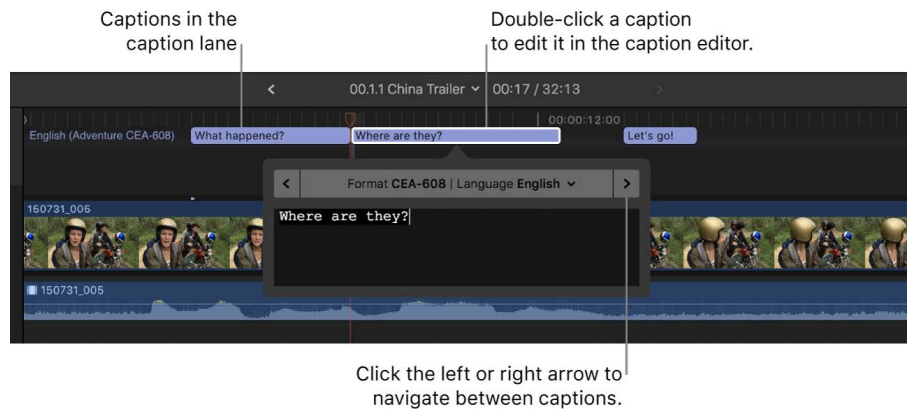 Captions in the
caption lane
Double-click a caption
to edit it in the caption editor.
00.1.1 China Trailer 00:17 / 32:13
00:00:12:00
English (Adventure CEA-608) What happened? Where are they? Let's go!
Format CEA-608 | Language English
Where are they?
150731_005
150731_005
Click the left or right arrow to
navigate between captions.